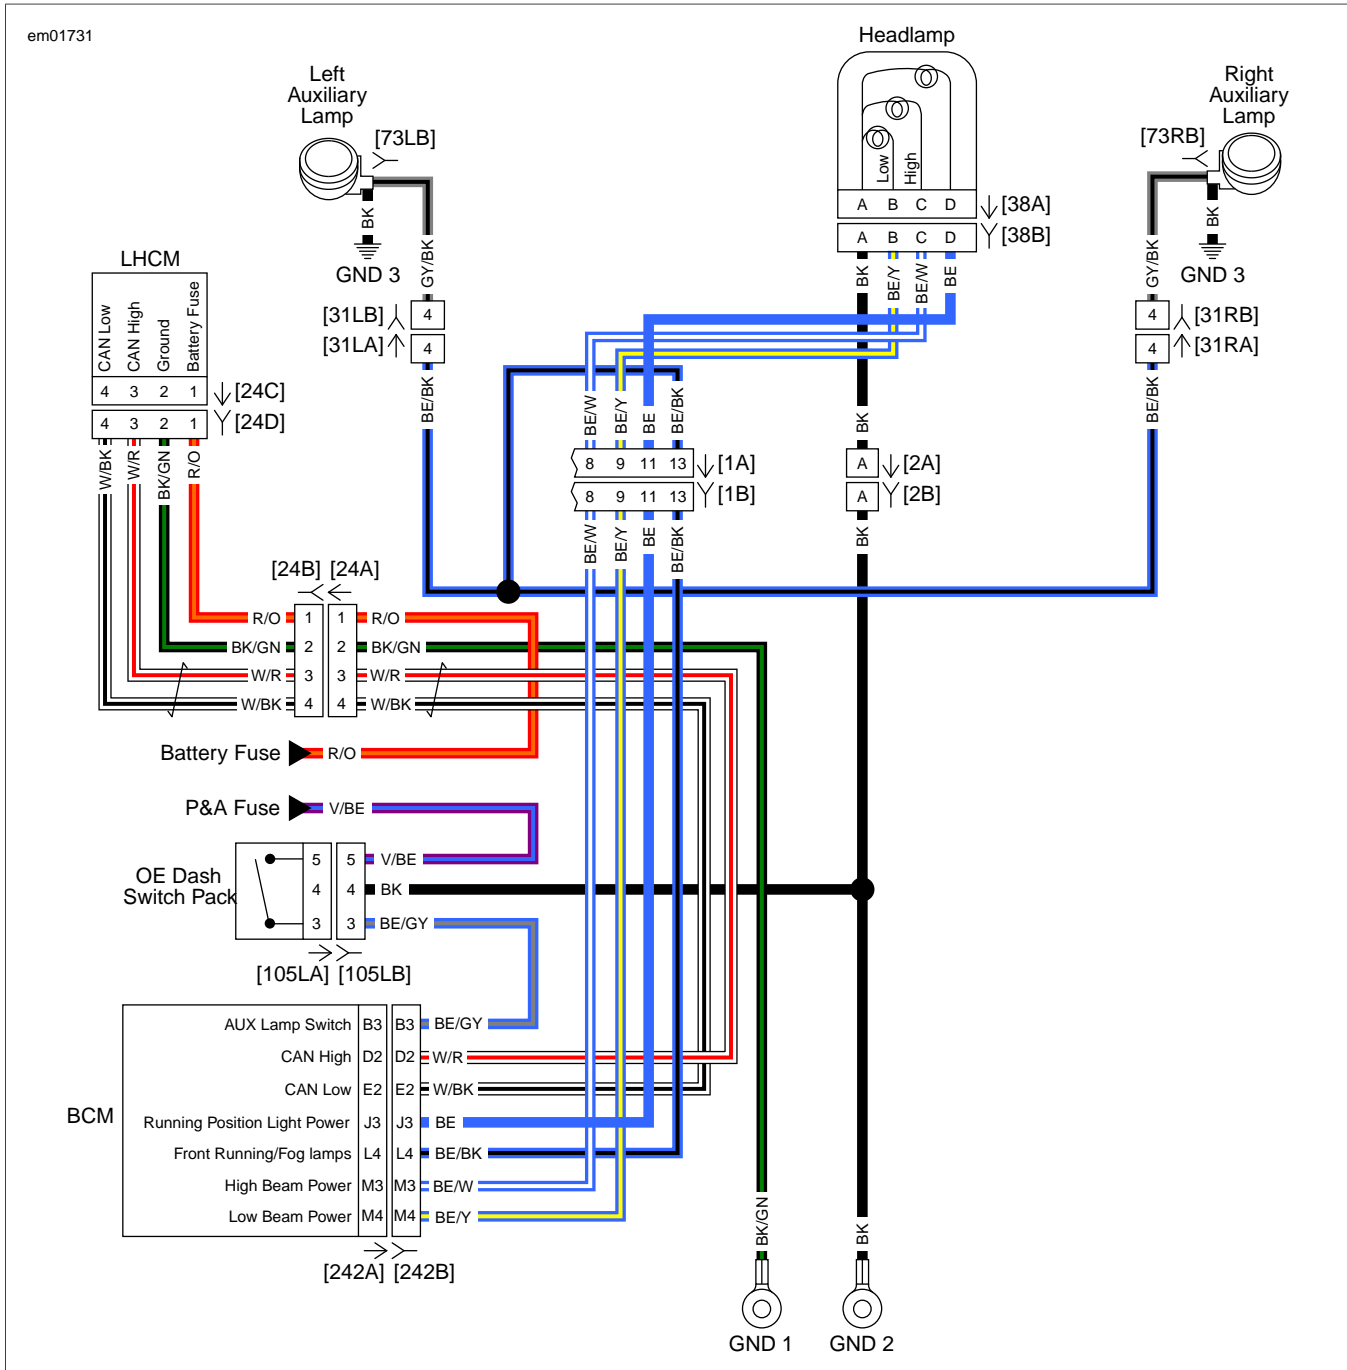 em01731
Headlamp
Left
Auxiliary
Lamp
Right
Auxiliary
Lamp
[73LB]
[73RB]
Low
High
A B C D
[38A]
A B C D
[38B]
BK
GND 3
GY/BK
BK
BE/Y
BE/W
BE
GY/BK
BK
GND 3
LHCM
CAN Low
CAN High
Ground
Battery Fuse
4 3 2 1
[24C]
4 3 2 1
[24D]
W/BK
W/R
BK/GN
R/O
[31LB]
4
[31LA]
4
4
[31RB]
4
[31RA]
BE/BK
BE/W
BE/Y
BE
BE/BK
BK
BE/BK
8 9 11 13
[1A]
8 9 11 13
[1B]
A
[2A]
A
[2B]
BE/W
BE/Y
BE
BE/BK
BK
[24B] [24A]
R/O 1 1 R/O
BK/GN 2 2 BK/GN
W/R 3 3 W/R
W/BK 4 4 W/BK
Battery Fuse
R/O
P&A Fuse
V/BE
OE Dash
Switch Pack
5 5 V/BE
4 4 BK
3 3 BE/GY
[105LA] [105LB]
BCM
AUX Lamp Switch B3 B3 BE/GY
CAN High D2 D2 W/R
CAN Low E2 E2 W/BK
Running Position Light Power J3 J3 BE
Front Running/Fog lamps L4 L4 BE/BK
High Beam Power M3 M3 BE/W
Low Beam Power M4 M4 BE/Y
[242A] [242B]
BK/GN
BK
GND 1
GND 2